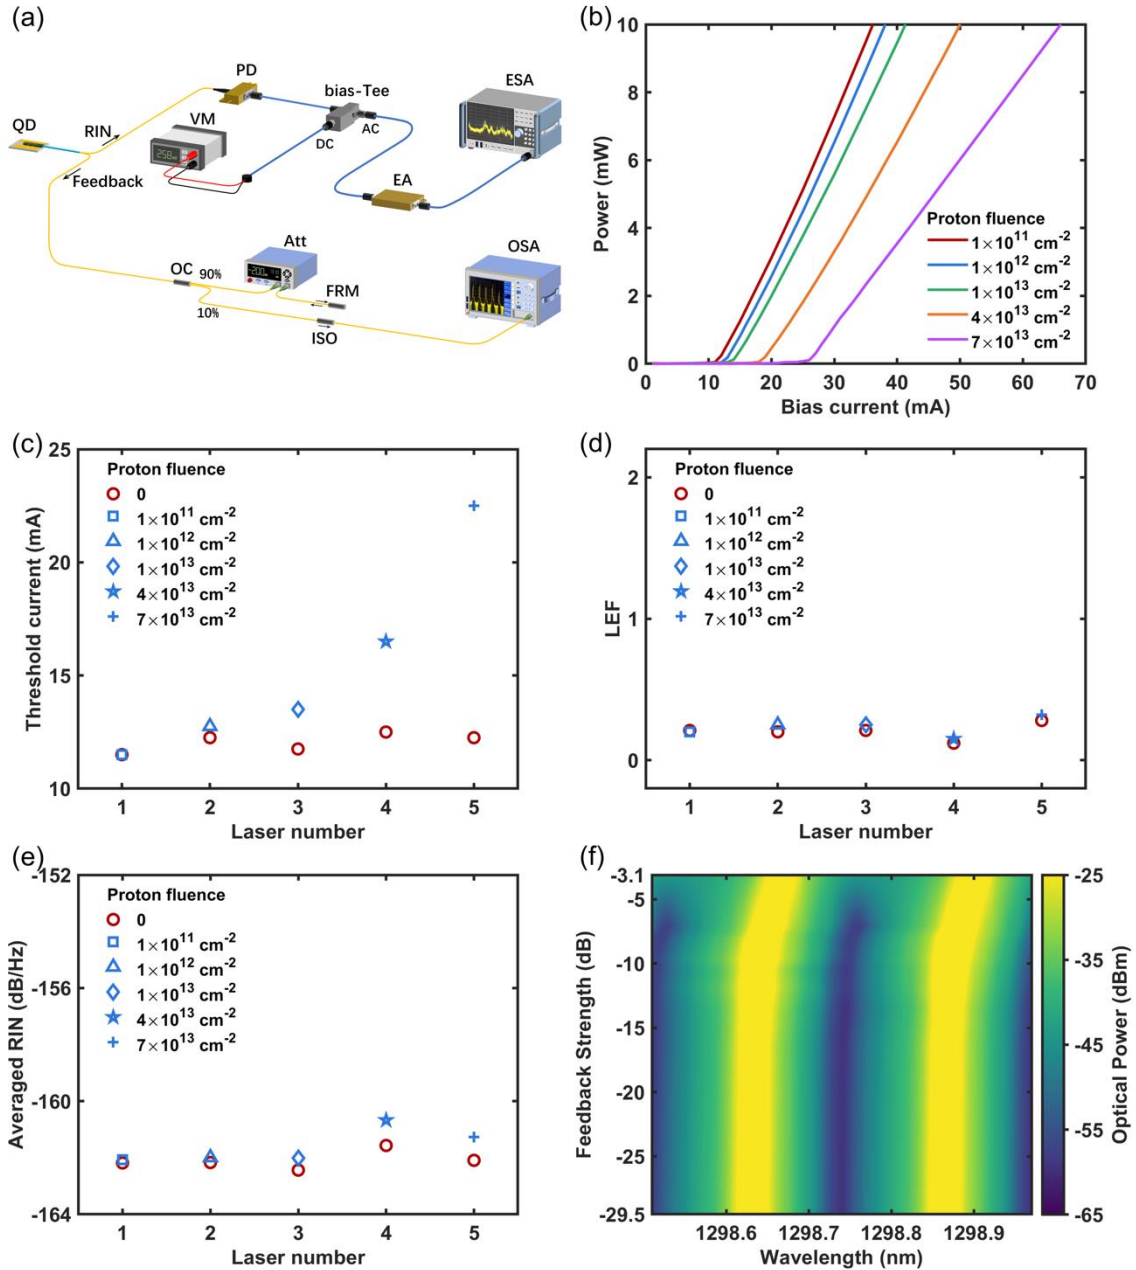 (a)
QD
RIN
Feedback
PD
VM
bias-Tee
DC
AC
EA
ESA
OC
90%
10%
Att
FRM
ISO
OSA
(b)
10
8
6
4
2
0
Power (mW)
0 10 20 30 40 50 60 70
Bias current (mA)
Proton fluence
1×10¹¹ cm⁻²
1×10¹² cm⁻²
1×10¹³ cm⁻²
4×10¹³ cm⁻²
7×10¹³ cm⁻²
(c)
25
20
15
10
Threshold current (mA)
Proton fluence
0
1×10¹¹ cm⁻²
1×10¹² cm⁻²
1×10¹³ cm⁻²
4×10¹³ cm⁻²
7×10¹³ cm⁻²
1 2 3 4 5
Laser number
(d)
2
1
0
LEF
Proton fluence
0
1×10¹¹ cm⁻²
1×10¹² cm⁻²
1×10¹³ cm⁻²
4×10¹³ cm⁻²
7×10¹³ cm⁻²
1 2 3 4 5
Laser number
(e)
-152
-156
-160
-164
Averaged RIN (dB/Hz)
Proton fluence
0
1×10¹¹ cm⁻²
1×10¹² cm⁻²
1×10¹³ cm⁻²
4×10¹³ cm⁻²
7×10¹³ cm⁻²
1 2 3 4 5
Laser number
(f)
-3.1
-5
-10
-15
-20
-25
-29.5
Feedback Strength (dB)
1298.6 1298.7 1298.8 1298.9
Wavelength (nm)
-25
-35
-45
-55
-65
Optical Power (dBm)